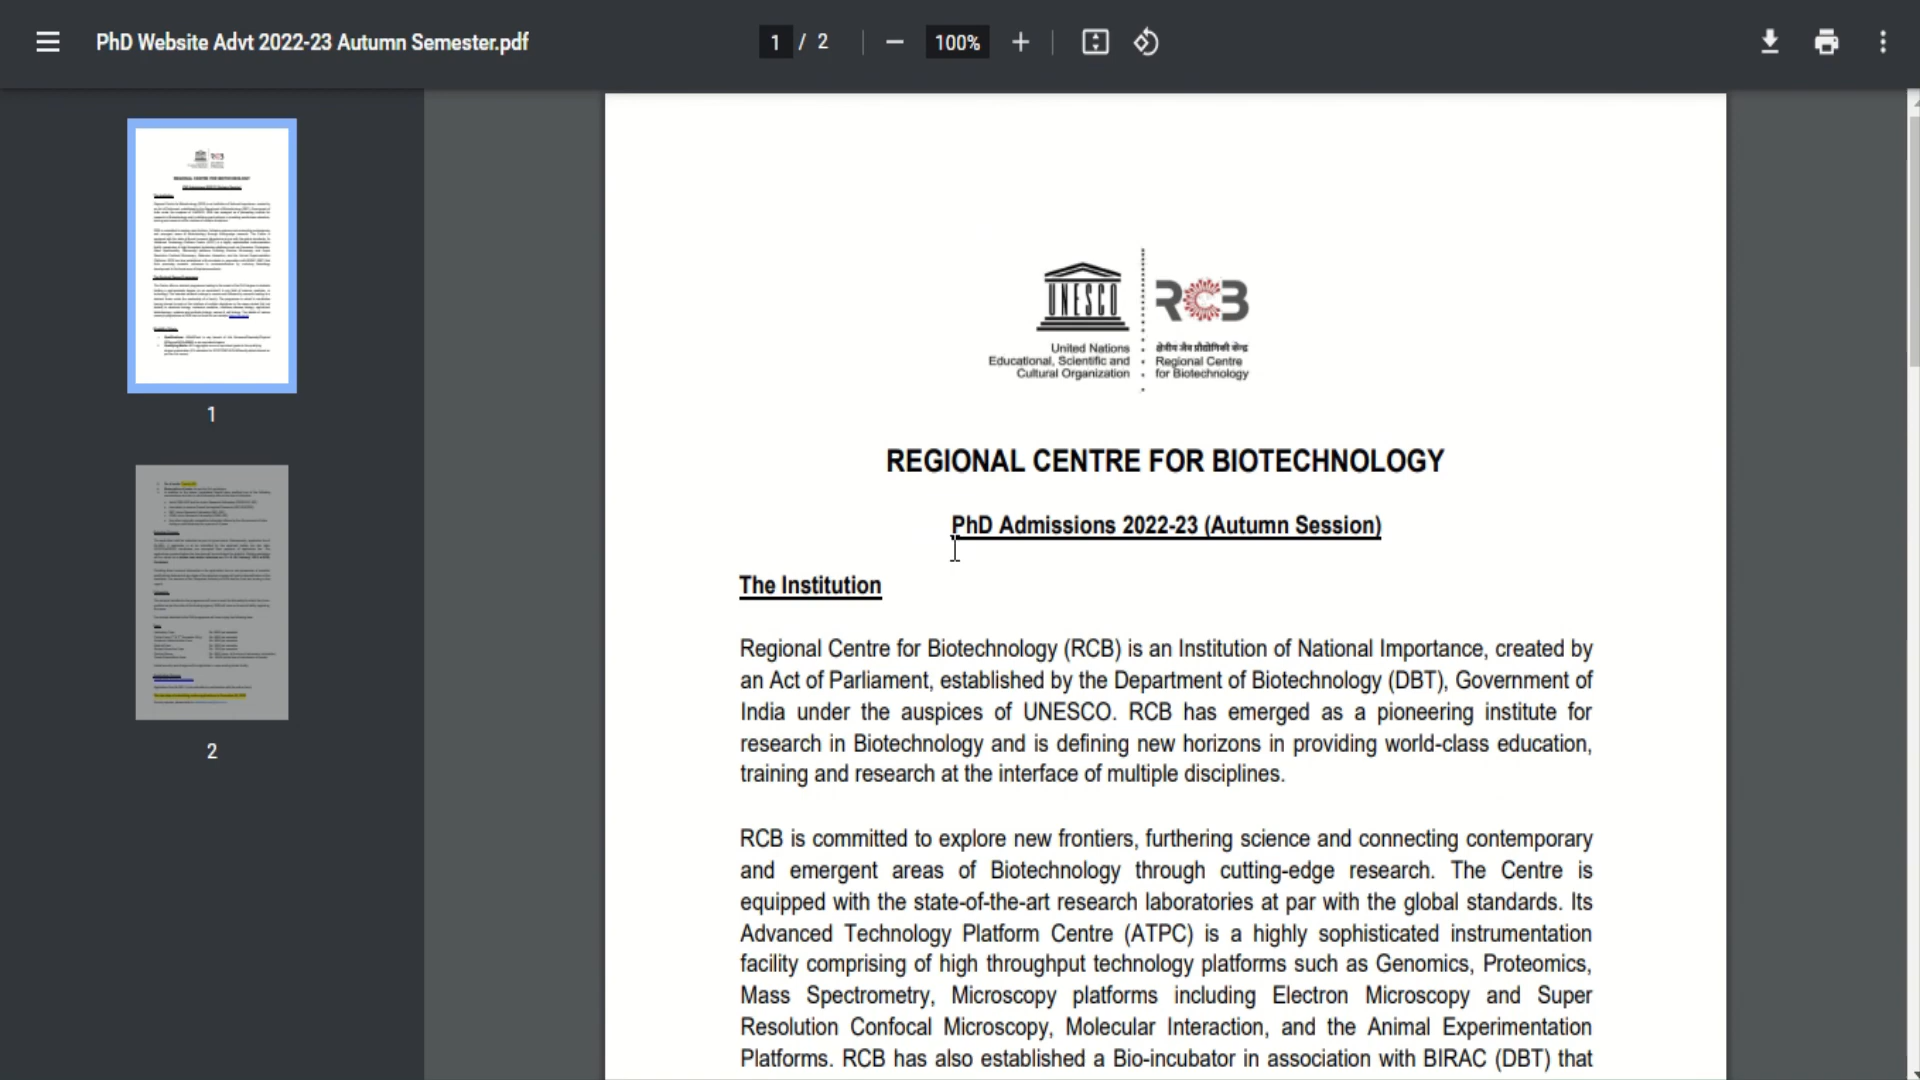 PhD Website Advt 2022-23 Autumn Semester.pdf
1 / 2
100%
1
2
UNESCO
United Nations
Educational, Scientific and
Cultural Organization
RCB
क्षेत्रीय जैव प्रौद्योगिकी केन्द्र
Regional Centre
for Biotechnology
REGIONAL CENTRE FOR BIOTECHNOLOGY
PhD Admissions 2022-23 (Autumn Session)
The Institution
Regional Centre for Biotechnology (RCB) is an Institution of National Importance, created by
an Act of Parliament, established by the Department of Biotechnology (DBT), Government of
India under the auspices of UNESCO. RCB has emerged as a pioneering institute for
research in Biotechnology and is defining new horizons in providing world-class education,
training and research at the interface of multiple disciplines.
RCB is committed to explore new frontiers, furthering science and connecting contemporary
and emergent areas of Biotechnology through cutting-edge research. The Centre is
equipped with the state-of-the-art research laboratories at par with the global standards. Its
Advanced Technology Platform Centre (ATPC) is a highly sophisticated instrumentation
facility comprising of high throughput technology platforms such as Genomics, Proteomics,
Mass Spectrometry, Microscopy platforms including Electron Microscopy and Super
Resolution Confocal Microscopy, Molecular Interaction, and the Animal Experimentation
Platforms. RCB has also established a Bio-incubator in association with BIRAC (DBT) that